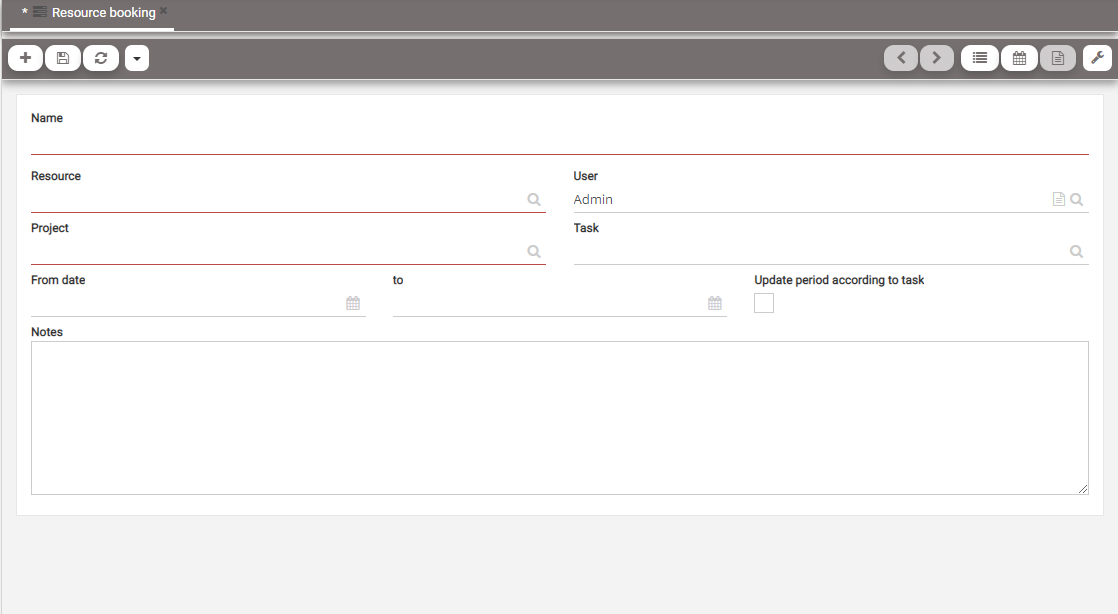 * Resource booking ×
Name
Resource User
Admin
Project Task
From date to Update period according to task
Notes